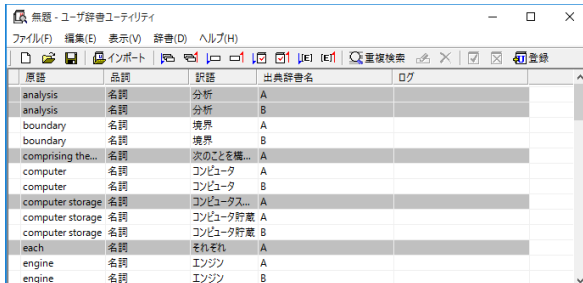 無題 - ユーザ辞書ユーティリティ
ファイル(F) 編集(E) 表示(V) 辞書(D) ヘルプ(H)
インポート 重複検索 登録
原語 品詞 訳語 出典辞書名 ログ
analysis 名詞 分析 A
analysis 名詞 分析 B
boundary 名詞 境界 A
boundary 名詞 境界 B
comprising the... 名詞 次のことを構... A
computer 名詞 コンピュータ A
computer 名詞 コンピュータ B
computer storage 名詞 コンピュータス... A
computer storage 名詞 コンピュータ貯蔵 A
computer storage 名詞 コンピュータ貯蔵 B
each 名詞 それぞれ A
engine 名詞 エンジン A
engine 名詞 エンジン B